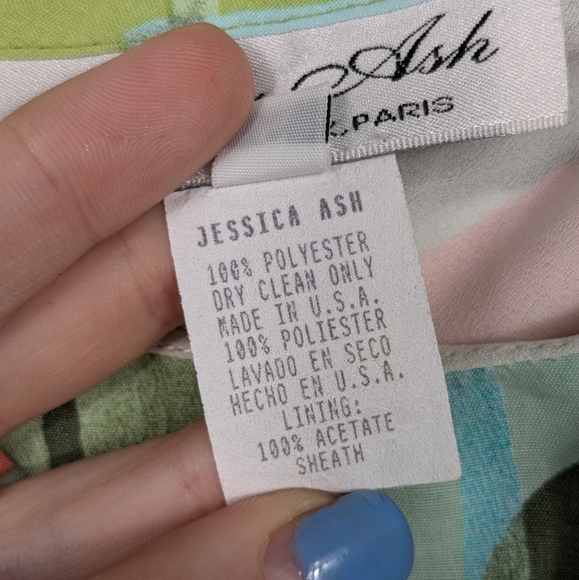 Ash
PARIS
JESSICA ASH
100% POLYESTER
DRY CLEAN ONLY
MADE IN U.S.A.
100% POLIESTER
LAVADO EN SECO
HECHO EN U.S.A.
LINING:
100% ACETATE
SHEATH